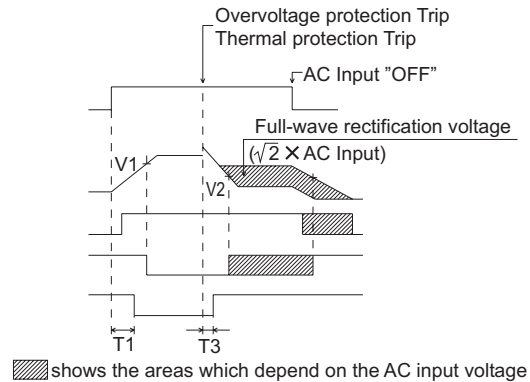 Overvoltage protection Trip
Thermal protection Trip
AC Input ”OFF”
Full-wave rectification voltage
(√2 × AC Input)
V1
V2
T1
T3
shows the areas which depend on the AC input voltage